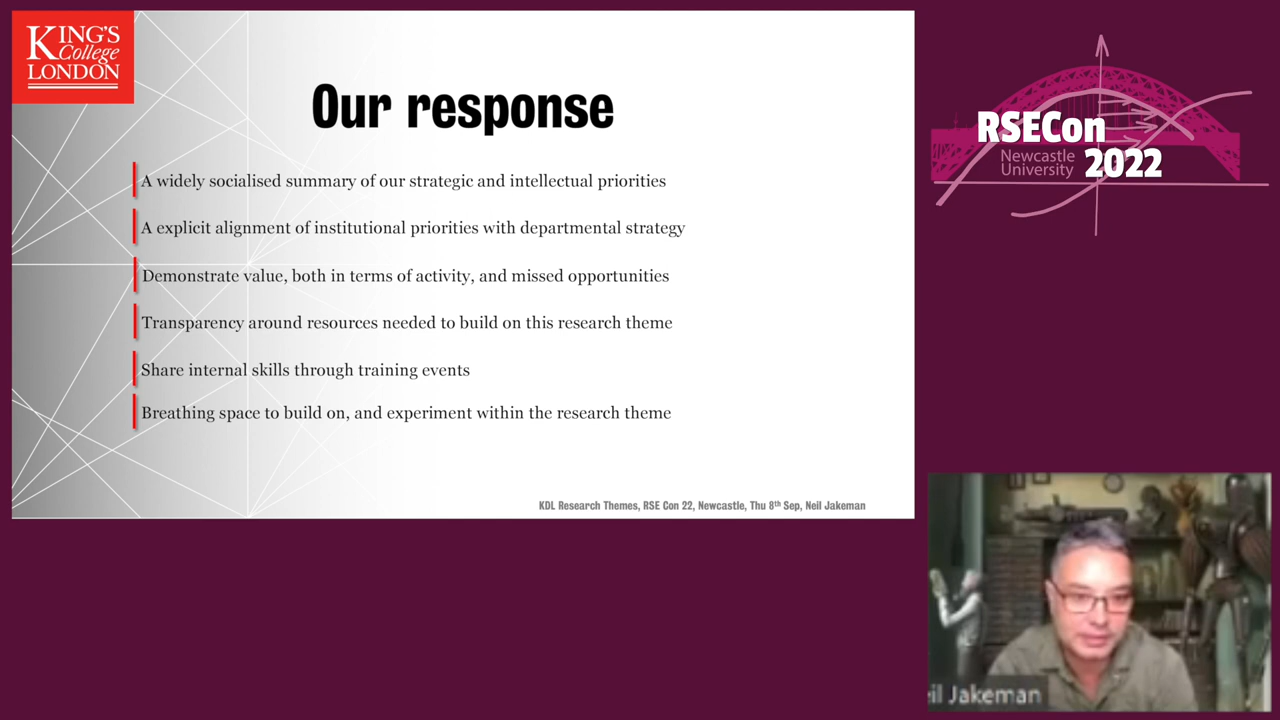 KING'S
College
LONDON
Our response
A widely socialised summary of our strategic and intellectual priorities
A explicit alignment of institutional priorities with departmental strategy
Demonstrate value, both in terms of activity, and missed opportunities
Transparency around resources needed to build on this research theme
Share internal skills through training events
Breathing space to build on, and experiment within the research theme
KDL Research Themes, RSE Con 22, Newcastle, Thu 8th Sep, Neil Jakeman
RSECon
Newcastle
University 2022
eil Jakeman